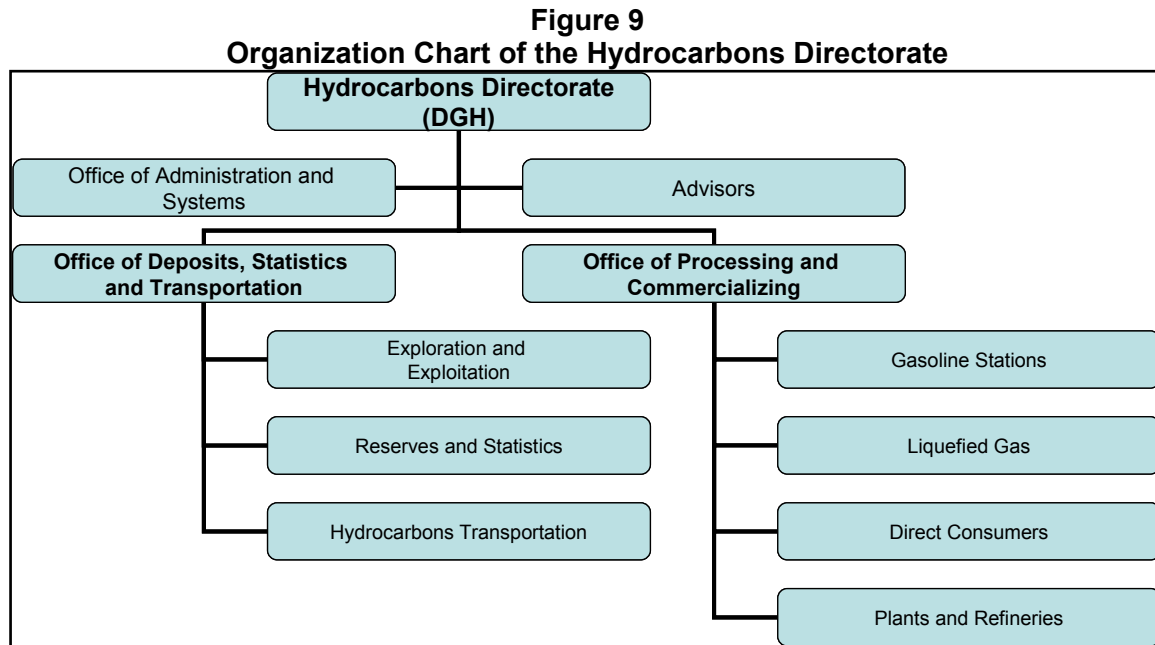 Figure 9
Organization Chart of the Hydrocarbons Directorate
Hydrocarbons Directorate
(DGH)
Office of Administration and
Systems
Advisors
Office of Deposits, Statistics
and Transportation
Office of Processing and
Commercializing
Exploration and
Exploitation
Gasoline Stations
Reserves and Statistics
Liquefied Gas
Hydrocarbons Transportation
Direct Consumers
Plants and Refineries